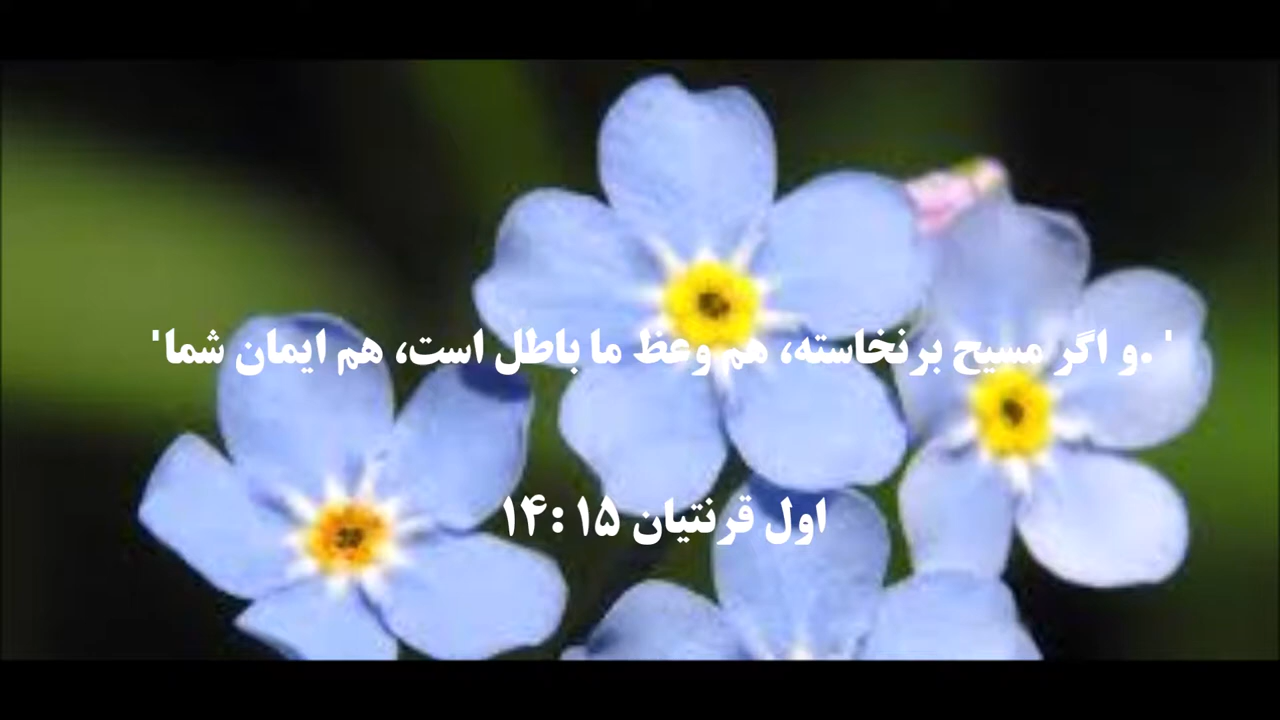 'و اگر مسیح برنخاسته، هم وعظ ما باطل است، هم ایمان شما.'
اول قرنتیان ۱۵ :۱۴